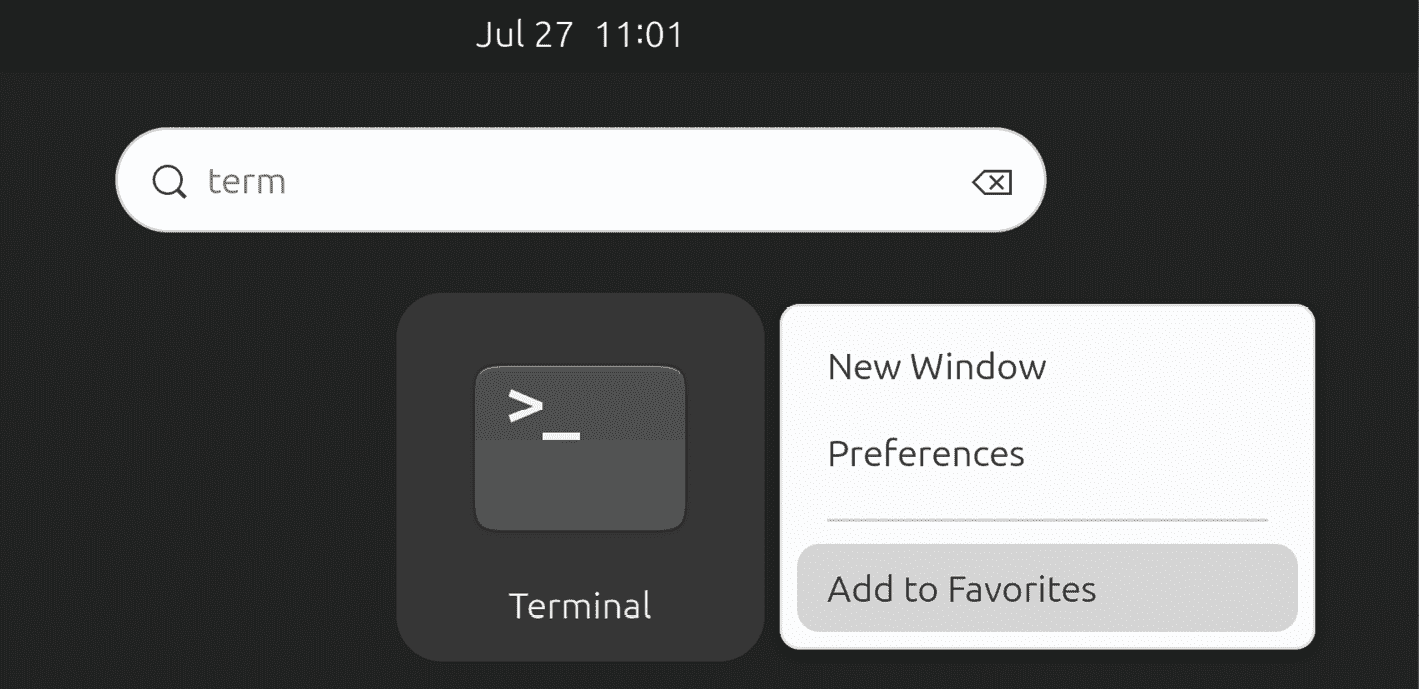 Jul 27 11:01
term
>_
Terminal
New Window
Preferences
Add to Favorites